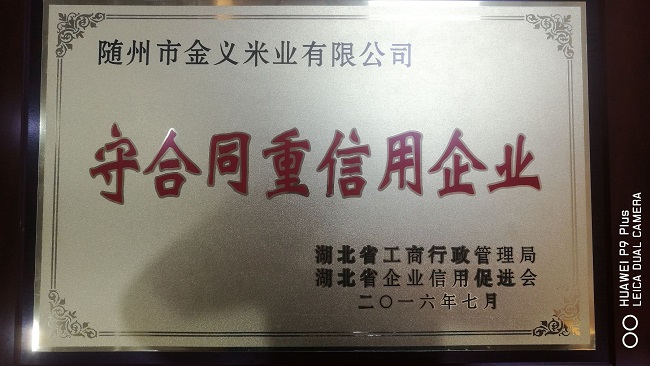 随州市金义米业有限公司
守合同重信用企业
湖北省工商行政管理局
湖北省企业信用促进会
二〇一六年七月
HUAWEI P9 Plus
LEICA DUAL CAMERA